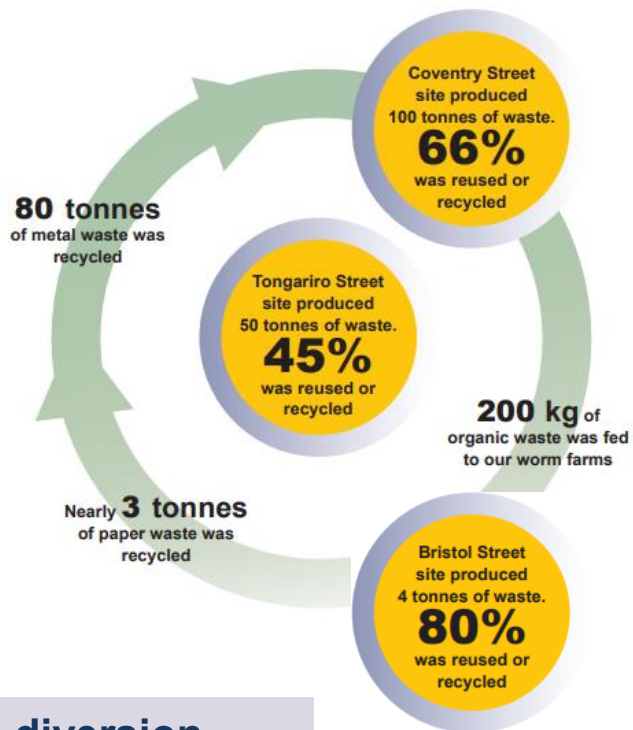 Coventry Street
site produced
100 tonnes of waste.
66%
was reused or
recycled
80 tonnes
of metal waste was
recycled
Tongariro Street
site produced
50 tonnes of waste.
45%
was reused or
recycled
200 kg of
organic waste was fed
to our worm farms
Nearly 3 tonnes
of paper waste was
recycled
Bristol Street
site produced
4 tonnes of waste.
80%
was reused or
recycled
diversion